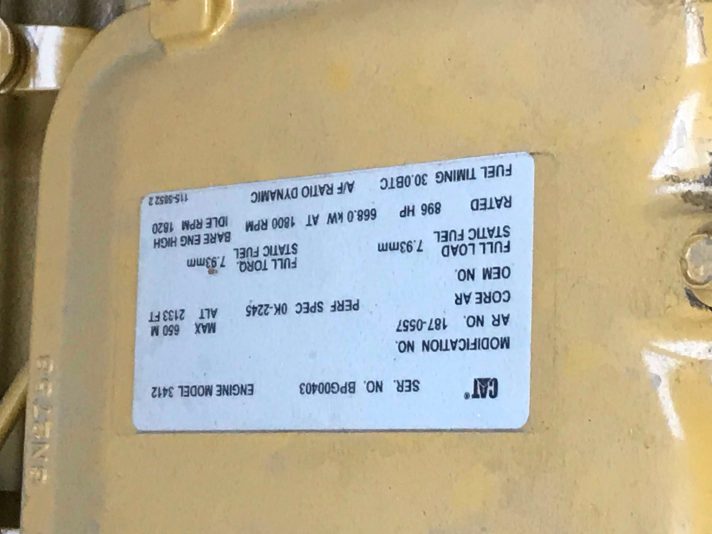 CAT® SER. NO. BPG00403 ENGINE MODEL 3412
MODIFICATION NO.
AR NO. 187-0557 MAX 650 M
CORE AR PERF SPEC 0K-2245 ALT 2133 FT
OEM NO.
FULL LOAD FULL TORQ. BARE ENG HIGH
STATIC FUEL 7.93mm STATIC FUEL 7.93mm IDLE RPM 1820
RATED 896 HP 668.0 kW AT 1800 RPM
FUEL TIMING 30.0BTC A/F RATIO DYNAMIC 115-5852 2